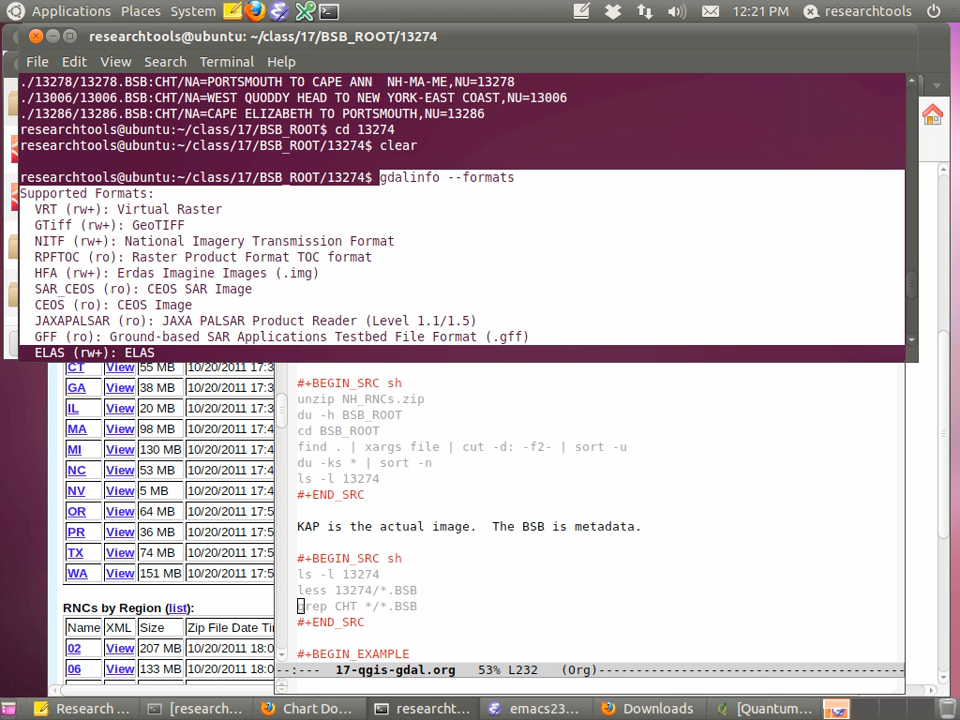 Applications Places System 12:21 PM researchtools
researchtools@ubuntu: ~/class/17/BSB_ROOT/13274
File Edit View Search Terminal Help
./13278/13278.BSB:CHT/NA=PORTSMOUTH TO CAPE ANN  NH-MA-ME,NU=13278
./13006/13006.BSB:CHT/NA=WEST QUODDY HEAD TO NEW YORK-EAST COAST,NU=13006
./13286/13286.BSB:CHT/NA=CAPE ELIZABETH TO PORTSMOUTH,NU=13286
researchtools@ubuntu:~/class/17/BSB_ROOT$ cd 13274
researchtools@ubuntu:~/class/17/BSB_ROOT/13274$ clear
researchtools@ubuntu:~/class/17/BSB_ROOT/13274$ gdalinfo --formats
Supported Formats:
VRT (rw+): Virtual Raster
GTiff (rw+): GeoTIFF
NITF (rw+): National Imagery Transmission Format
RPFTOC (ro): Raster Product Format TOC format
HFA (rw+): Erdas Imagine Images (.img)
SAR_CEOS (ro): CEOS SAR Image
CEOS (ro): CEOS Image
JAXAPALSAR (ro): JAXA PALSAR Product Reader (Level 1.1/1.5)
GFF (ro): Ground-based SAR Applications Testbed File Format (.gff)
ELAS (rw+): ELAS
CT View 55 MB 10/20/2011 17:3
GA View 38 MB 10/20/2011 17:3
IL View 20 MB 10/20/2011 17:3
MA View 98 MB 10/20/2011 17:4
MI View 130 MB 10/20/2011 17:4
NC View 53 MB 10/20/2011 17:4
NV View 5 MB 10/20/2011 17:5
OR View 64 MB 10/20/2011 17:5
PR View 36 MB 10/20/2011 17:5
TX View 74 MB 10/20/2011 17:5
WA View 151 MB 10/20/2011 17:5
RNCs by Region (list):
Name XML Size Zip File Date Ti
02 View 207 MB 10/20/2011 18:0
06 View 133 MB 10/20/2011 18:0
#+BEGIN_SRC sh
unzip NH_RNCs.zip
du -h BSB_ROOT
cd BSB_ROOT
find . | xargs file | cut -d: -f2- | sort -u
du -ks * | sort -n
ls -l 13274
#+END_SRC
KAP is the actual image.  The BSB is metadata.
#+BEGIN_SRC sh
ls -l 13274
less 13274/*.BSB
grep CHT */*.BSB
#+END_SRC
#+BEGIN_EXAMPLE
--:--- 17-qgis-gdal.org 53% L232 (Org)
Research ... [researchte... Chart Do... researcht... emacs23... Downloads [Quantum...